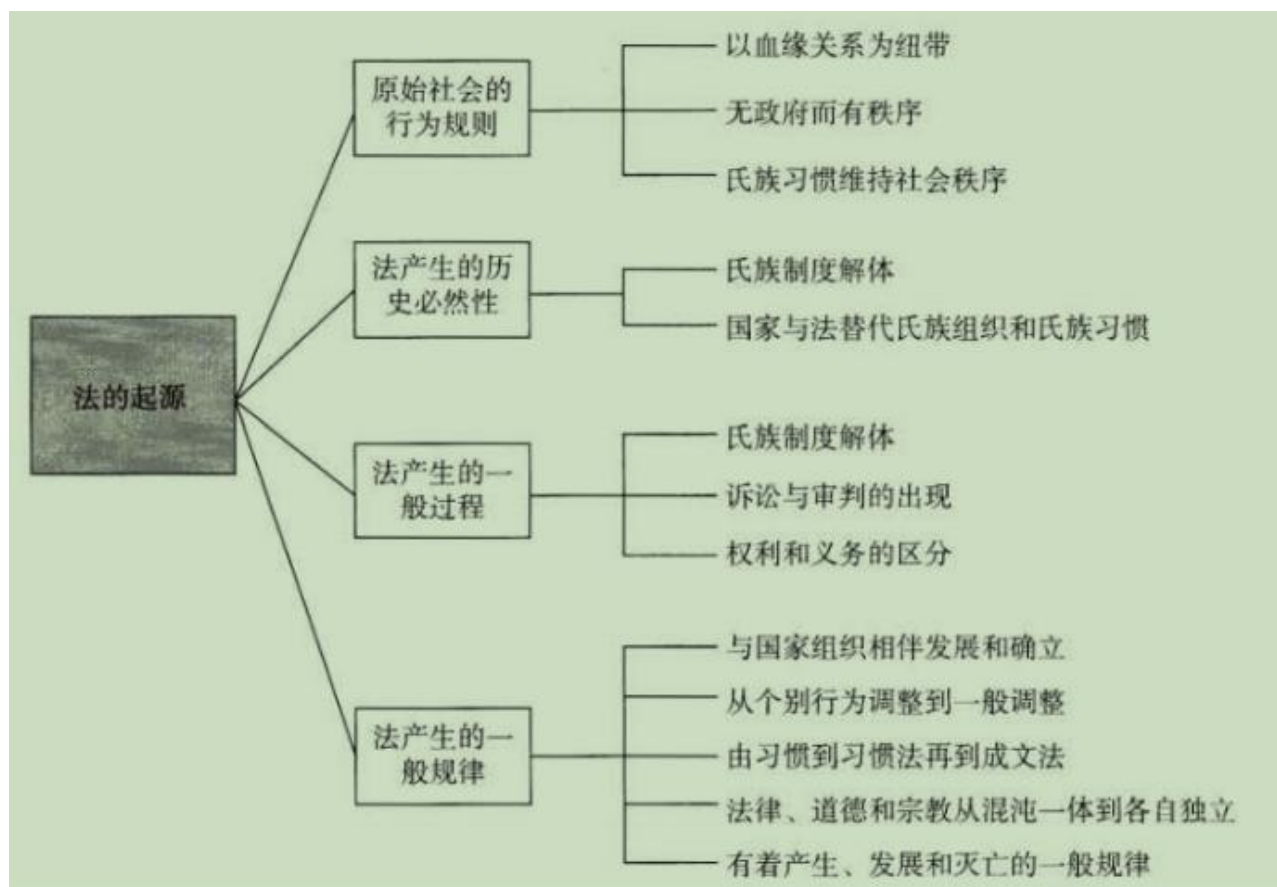 以血缘关系为纽带
原始社会的
行为规则
无政府而有秩序
氏族习惯维持社会秩序
法产生的历
史必然性
氏族制度解体
国家与法替代氏族组织和氏族习惯
法的起源
法产生的一
般过程
氏族制度解体
诉讼与审判的出现
权利和义务的区分
法产生的一
般规律
与国家组织相伴发展和确立
从个别行为调整到一般调整
由习惯到习惯法再到成文法
法律、道德和宗教从混沌一体到各自独立
有着产生、发展和灭亡的一般规律